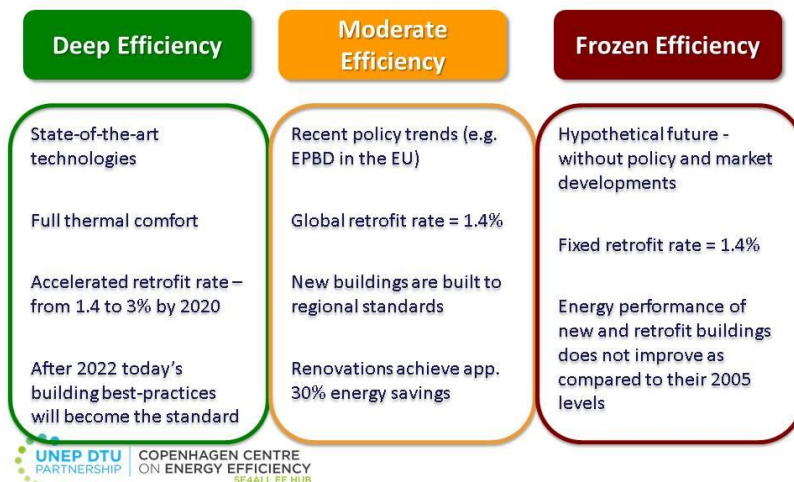 Deep Efficiency
State-of-the-art
technologies
Full thermal comfort
Accelerated retrofit rate –
from 1.4 to 3% by 2020
After 2022 today's
building best-practices
will become the standard
Moderate
Efficiency
Recent policy trends (e.g.
EPBD in the EU)
Global retrofit rate = 1.4%
New buildings are built to
regional standards
Renovations achieve app.
30% energy savings
Frozen Efficiency
Hypothetical future -
without policy and market
developments
Fixed retrofit rate = 1.4%
Energy performance of
new and retrofit buildings
does not improve as
compared to their 2005
levels
UNEP DTU
PARTNERSHIP
COPENHAGEN CENTRE
ON ENERGY EFFICIENCY
SE4ALL EE HUB